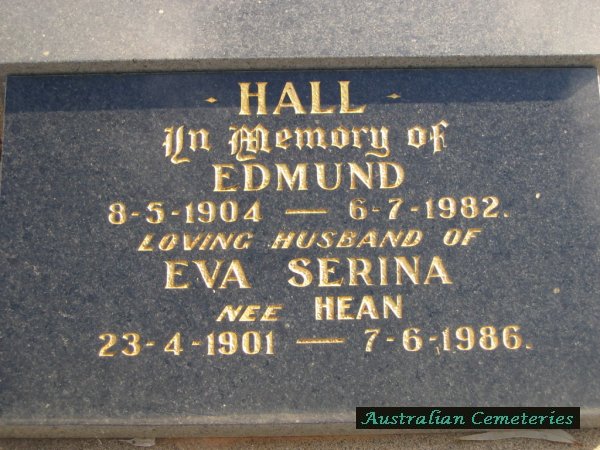 · HALL ·
In Memory of
EDMUND
8-5-1904 — 6-7-1982.
LOVING HUSBAND OF
EVA SERINA
NEE HEAN
23-4-1901 — 7-6-1986.
Australian Cemeteries